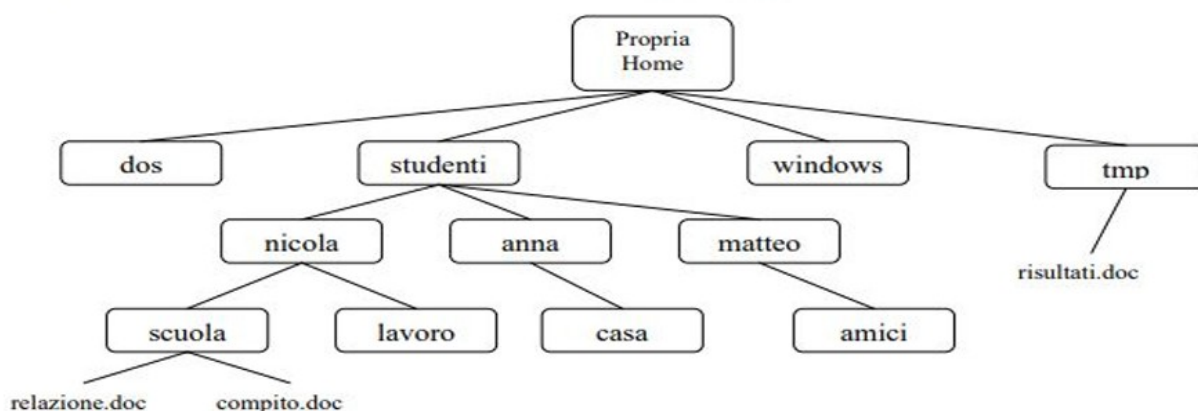 Propria
Home
dos
studenti
windows
tmp
nicola
anna
matteo
risultati.doc
scuola
lavoro
casa
amici
relazione.doc
compito.doc